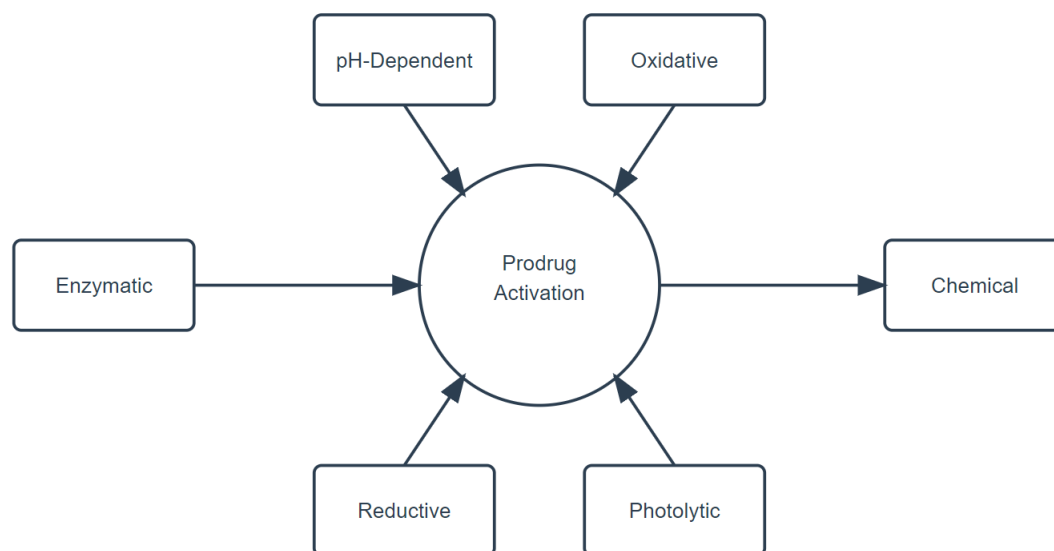 pH-Dependent
Oxidative
Enzymatic
Prodrug
Activation
Chemical
Reductive
Photolytic